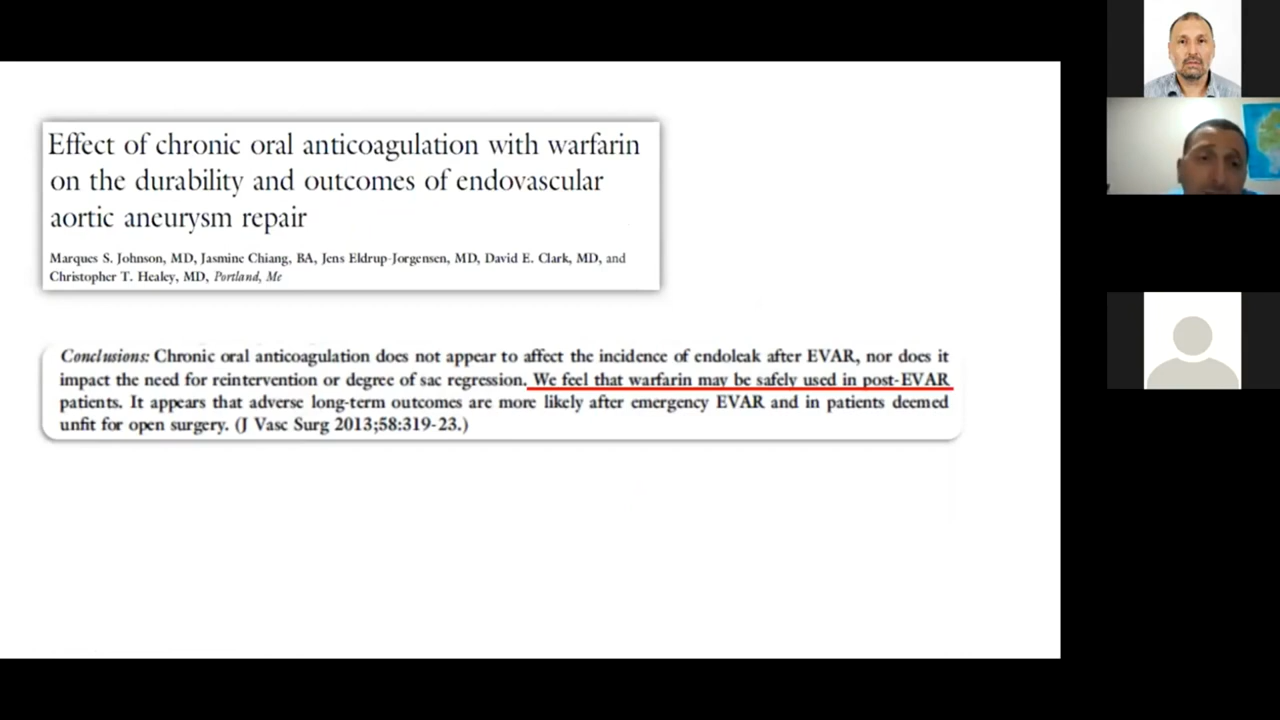 Effect of chronic oral anticoagulation with warfarin
on the durability and outcomes of endovascular
aortic aneurysm repair
Marques S. Johnson, MD, Jasmine Chiang, BA, Jens Eldrup-Jorgensen, MD, David E. Clark, MD, and
Christopher T. Healey, MD, Portland, Me
Conclusions: Chronic oral anticoagulation does not appear to affect the incidence of endoleak after EVAR, nor does it
impact the need for reintervention or degree of sac regression. We feel that warfarin may be safely used in post-EVAR
patients. It appears that adverse long-term outcomes are more likely after emergency EVAR and in patients deemed
unfit for open surgery. (J Vasc Surg 2013;58:319-23.)